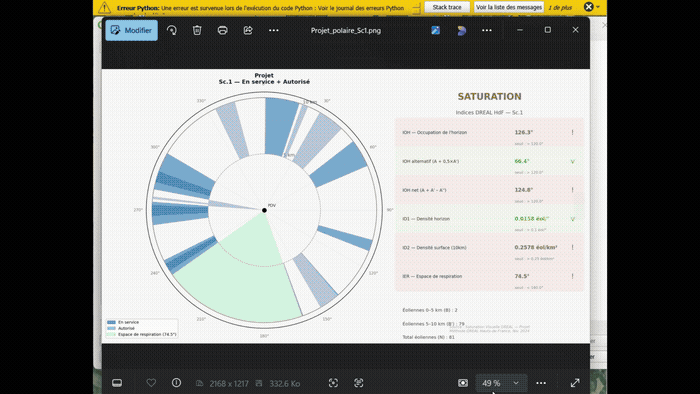 Erreur Python: Une erreur est survenue lors de l'exécution du code Python : Voir le journal des erreurs Python
Stack trace
Voir la liste des messages
1 de plus
Modifier
Projet_polaire_Sc1.png
Projet
Sc.1 — En service + Autorisé
SATURATION
Indices DREAL HdF — Sc.1
IOH — Occupation de l'horizon
126.3°
!
IOH alternatif (A + 0.5×A')
66.4°
IOH net (A + A' - A'')
124.8°
!
ID1 — Densité horizon
ID2 — Densité surface (10km)
0.2578 éol/km²
!
IER — Espace de respiration
74.5°
!
PDV
En service
Autorisé
Espace de respiration (74.5°)
Éoliennes 0-5 km (B) : 2
Éoliennes 5-10 km (B') : 79
Total éoliennes (N) : 81
2168 x 1217
332.6 Ko
49 %